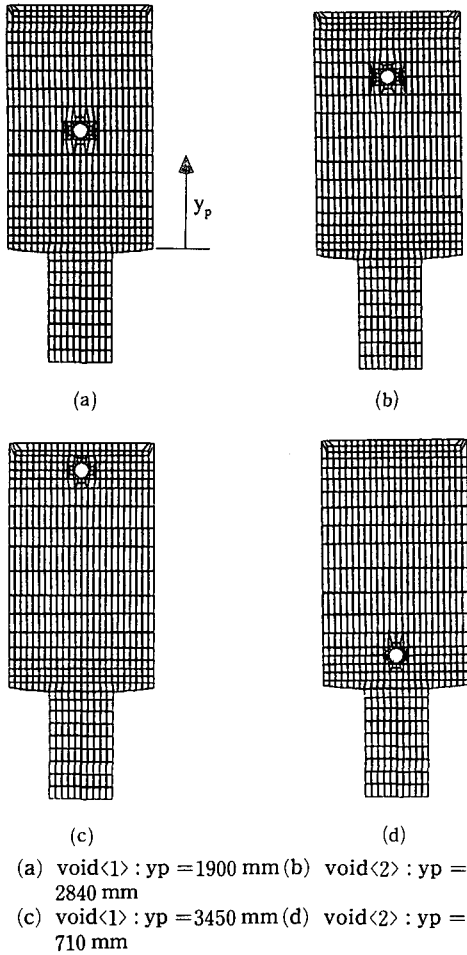 y_p
(a)
(b)
(c)
(d)
(a) void<1> : yp = 1900 mm (b) void<2> : yp =
2840 mm
(c) void<1> : yp = 3450 mm (d) void<2> : yp =
710 mm